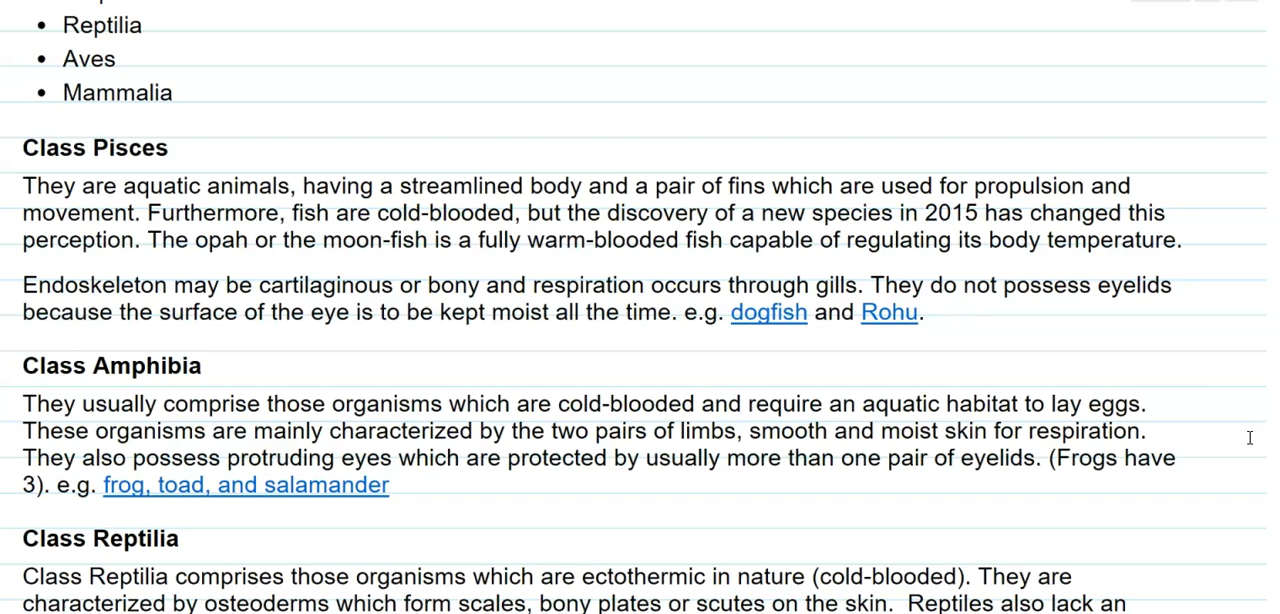 Reptilia
Aves
Mammalia
Class Pisces
They are aquatic animals, having a streamlined body and a pair of fins which are used for propulsion and
movement. Furthermore, fish are cold-blooded, but the discovery of a new species in 2015 has changed this
perception. The opah or the moon-fish is a fully warm-blooded fish capable of regulating its body temperature.
Endoskeleton may be cartilaginous or bony and respiration occurs through gills. They do not possess eyelids
because the surface of the eye is to be kept moist all the time. e.g. dogfish and Rohu.
Class Amphibia
They usually comprise those organisms which are cold-blooded and require an aquatic habitat to lay eggs.
These organisms are mainly characterized by the two pairs of limbs, smooth and moist skin for respiration.
They also possess protruding eyes which are protected by usually more than one pair of eyelids. (Frogs have
3). e.g. frog, toad, and salamander
Class Reptilia
Class Reptilia comprises those organisms which are ectothermic in nature (cold-blooded). They are
characterized by osteoderms which form scales, bony plates or scutes on the skin.  Reptiles also lack an